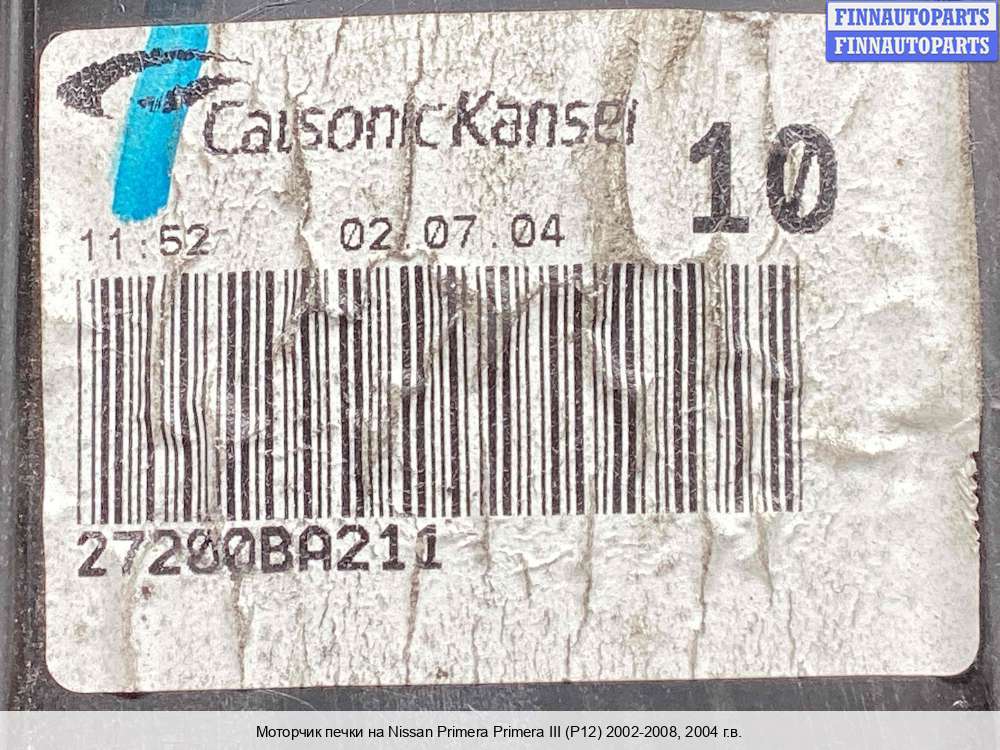 FINNAUTOPARTS
FINNAUTOPARTS
CalsonicKansei
10
11:52 02.07.04
27200BA211
Моторчик печки на Nissan Primera Primera III (P12) 2002-2008, 2004 г.в.